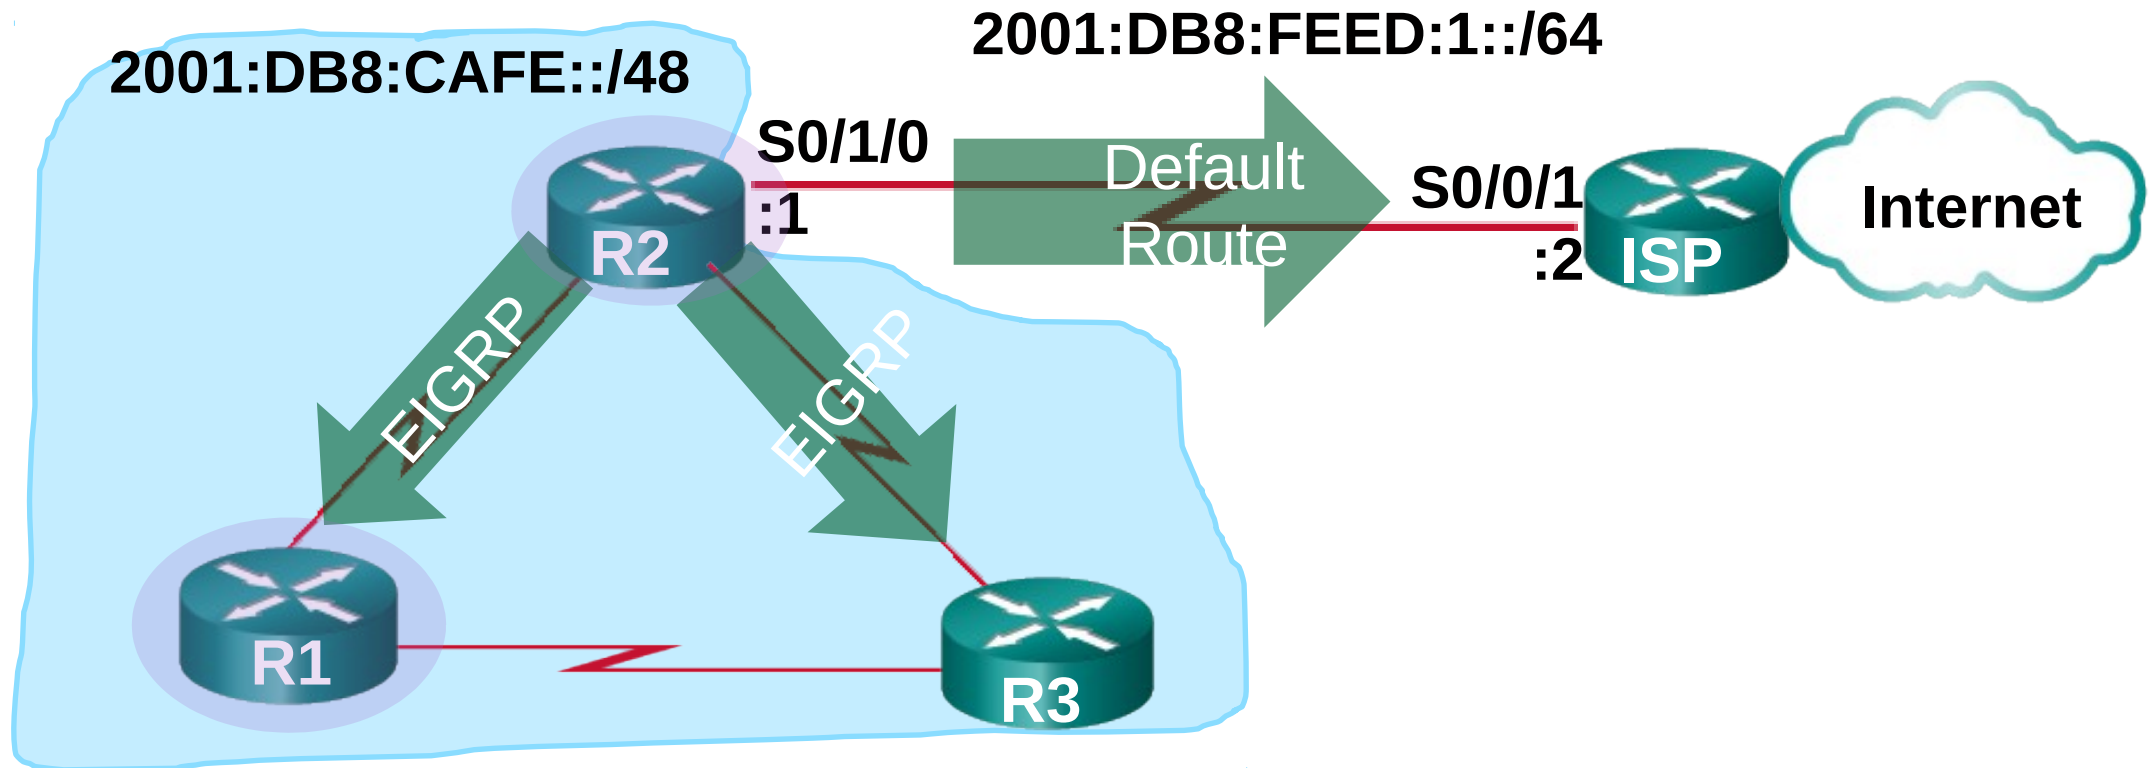 2001:DB8:FEED:1::/64
2001:DB8:CAFE::/48
S0/1/0
Default
Route
S0/0/1
:1
:2
R2
ISP
Internet
EIGRP
EIGRP
R1
R3